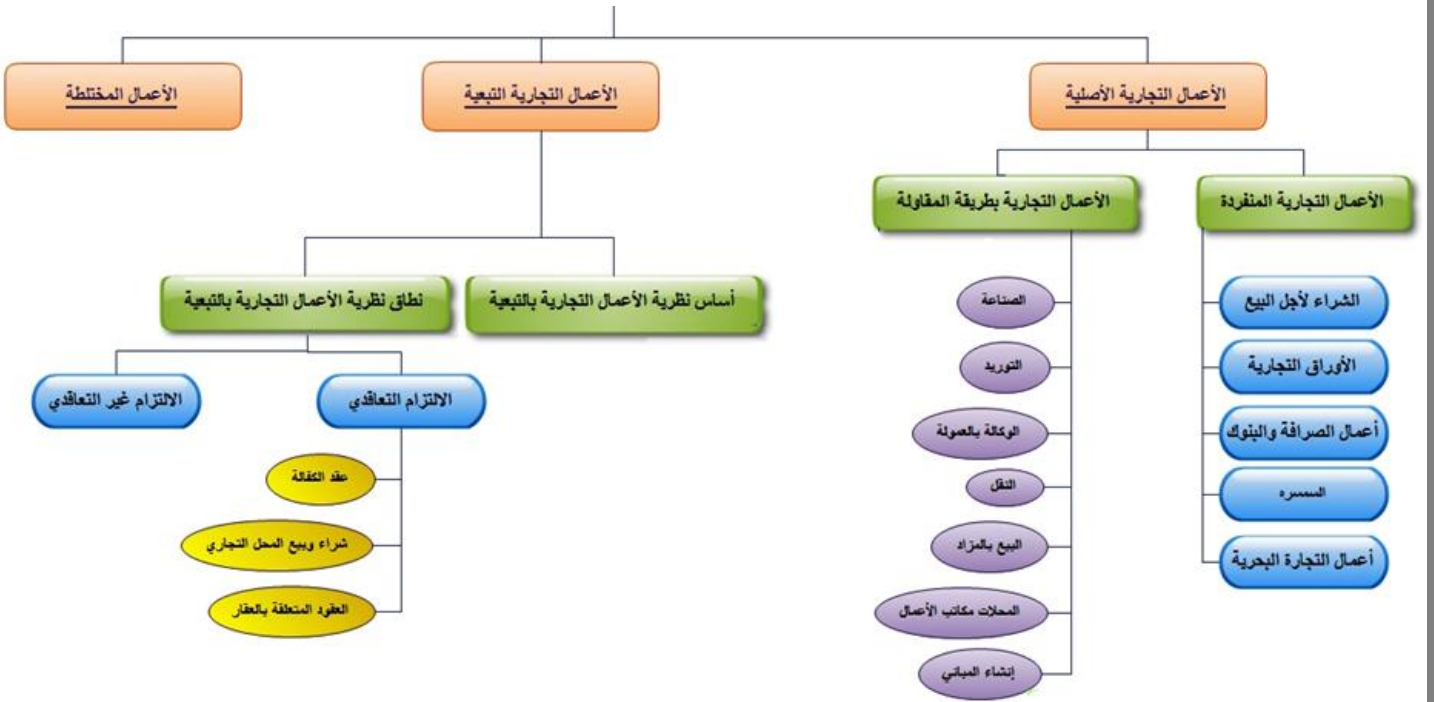 الأعمال التجارية الأصلية
الأعمال التجارية التبعية
الأعمال المختلطة
الأعمال التجارية المنفردة
الأعمال التجارية بطريقة المقاولة
الشراء لأجل البيع
الأوراق التجارية
أعمال الصرافة والبنوك
السمسره
أعمال التجارة البحرية
الصناعة
التوريد
الوكالة بالعمولة
النقل
البيع بالمزاد
المحلات مكاتب الأعمال
إنشاء المباني
أساس نظرية الأعمال التجارية بالتبعية
نطاق نظرية الأعمال التجارية بالتبعية
الالتزام التعاقدي
الالتزام غير التعاقدي
عقد الكفالة
شراء وبيع المحل التجاري
العقود المتعلقة بالعقار